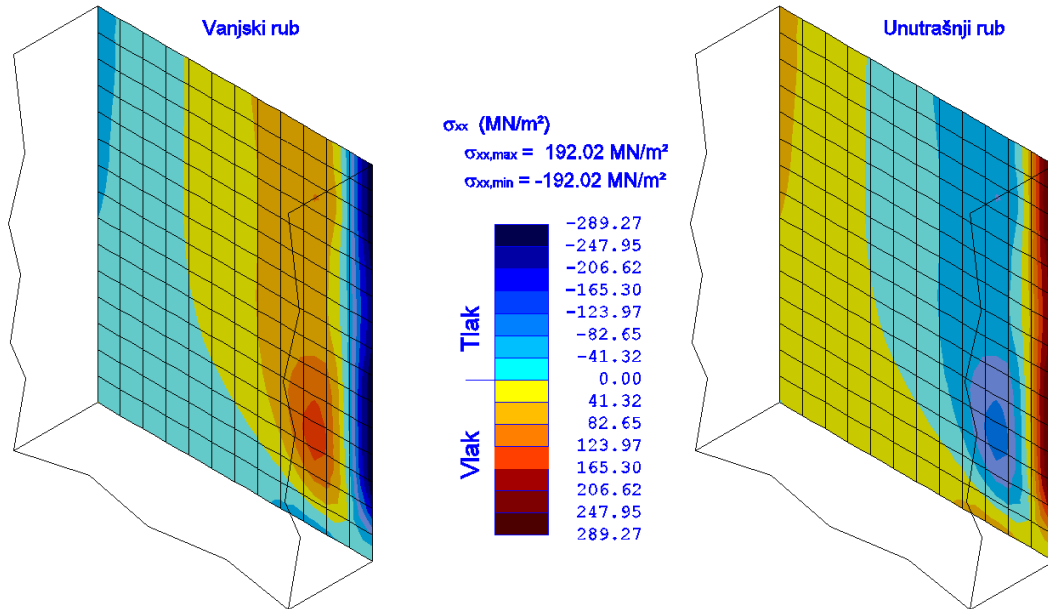 Vanjski rub
Unutrašnji rub
σxx (MN/m²)
σxx,max = 192.02 MN/m²
σxx,min = -192.02 MN/m²
Tlak
Vlak
-289.27
-247.95
-206.62
-165.30
-123.97
-82.65
-41.32
0.00
41.32
82.65
123.97
165.30
206.62
247.95
289.27